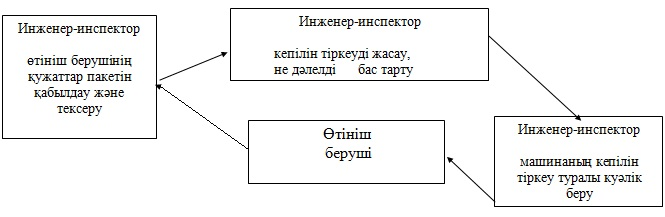 Инженер-инспектор
өтініш берушінің
құжаттар пакетін
қабылдау және
тексеру
Инженер-инспектор
кепілін тіркеуді жасау,
не дәлелді бас тарту
Инженер-инспектор
машинаның кепілін
тіркеу туралы куәлік
беру
Өтініш
беруші